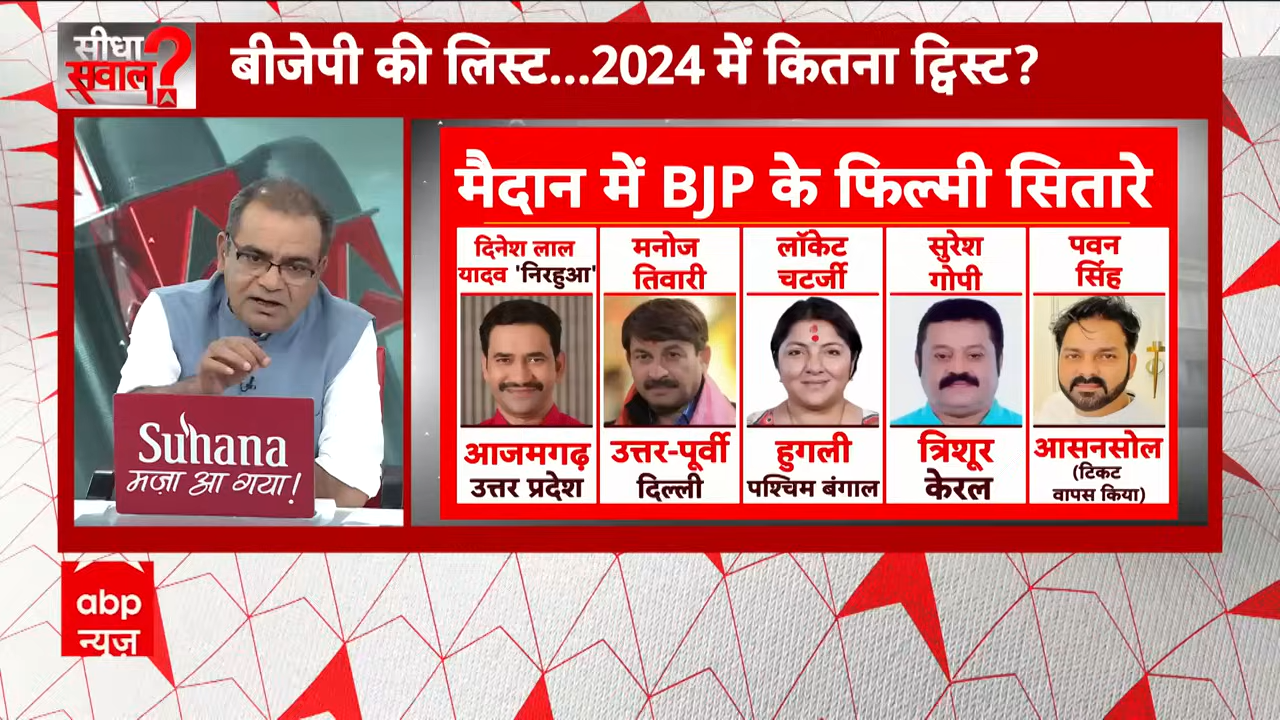 सीधा
सवाल?
बीजेपी की लिस्ट...2024 में कितना ट्विस्ट?
मैदान में BJP के फिल्मी सितारे
दिनेश लाल
यादव 'निरहुआ'
आजमगढ़
उत्तर प्रदेश
मनोज
तिवारी
उत्तर-पूर्वी
दिल्ली
लॉकेट
चटर्जी
हुगली
पश्चिम बंगाल
सुरेश
गोपी
त्रिशूर
केरल
पवन
सिंह
आसनसोल
(टिकट
वापस किया)
Suhana
मज़ा आ गया!
abp
न्यूज़